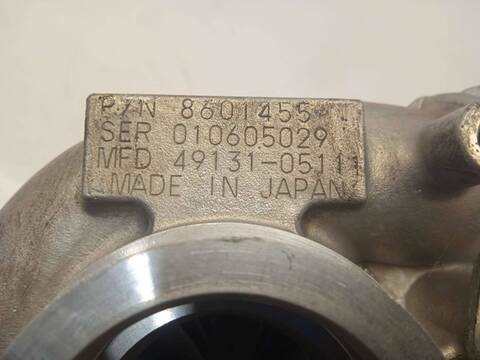 P/N 8601455
SER 010605029
MFD 49131-05111
MADE IN JAPAN